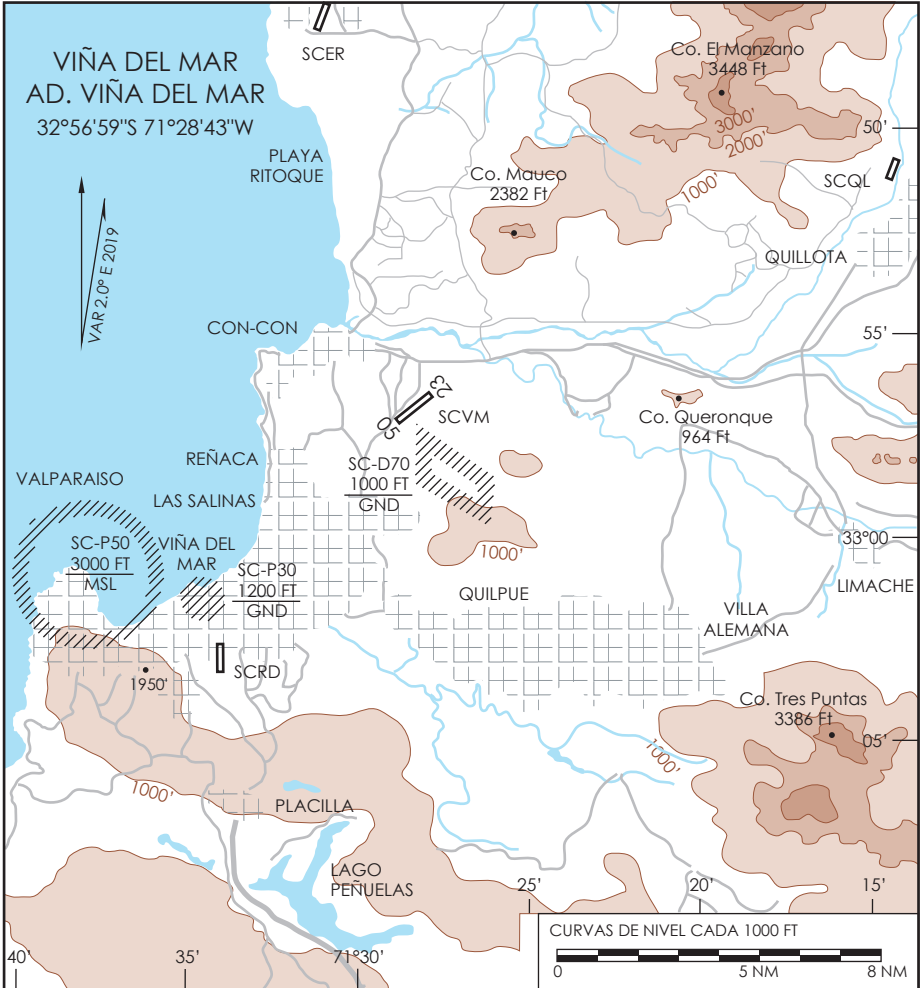 VIÑA DEL MAR
AD. VIÑA DEL MAR
32°56'59"S 71°28'43"W
SCER
Co. El Manzano
3448 Ft
3000'
2000'
1000'
50'
PLAYA
RITOQUE
Co. Mauco
2382 Ft
SCQL
VAR 2.0° E 2019
QUILLOTA
CON-CON
55'
23
05
SCVM
Co. Queronque
964 Ft
REÑACA
SC-D70
1000 FT
GND
VALPARAISO
LAS SALINAS
SC-P50
3000 FT
MSL
VIÑA DEL
MAR
SC-P30
1200 FT
GND
1000'
33°00
LIMACHE
QUILPUE
VILLA
ALEMANA
1950'
SCRD
Co. Tres Puntas
3386 Ft
05'
1000'
1000'
PLACILLA
LAGO
PEÑUELAS
25'
20'
15'
40'
35'
71°30'
CURVAS DE NIVEL CADA 1000 FT
0
5 NM
8 NM